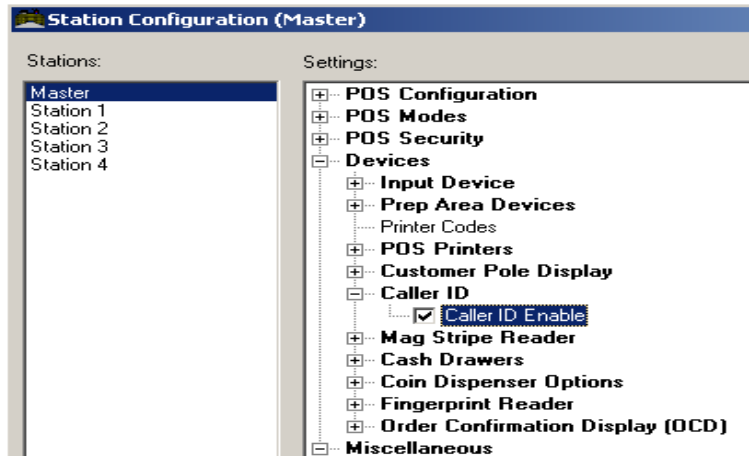 Station Configuration (Master)
Stations:
Master
Station 1
Station 2
Station 3
Station 4
Settings:
POS Configuration
POS Modes
POS Security
Devices
Input Device
Prep Area Devices
Printer Codes
POS Printers
Customer Pole Display
Caller ID
Caller ID Enable
Mag Stripe Reader
Cash Drawers
Coin Dispenser Options
Fingerprint Reader
Order Confirmation Display (OCD)
Miscellaneous